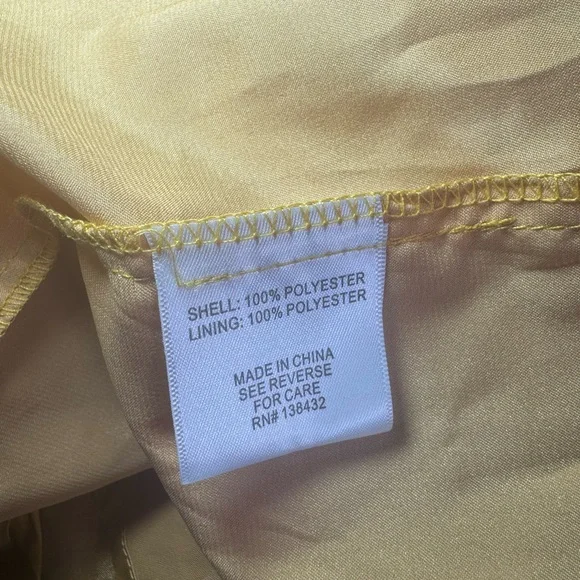 SHELL: 100% POLYESTER
LINING: 100% POLYESTER
MADE IN CHINA
SEE REVERSE
FOR CARE
RN# 138432